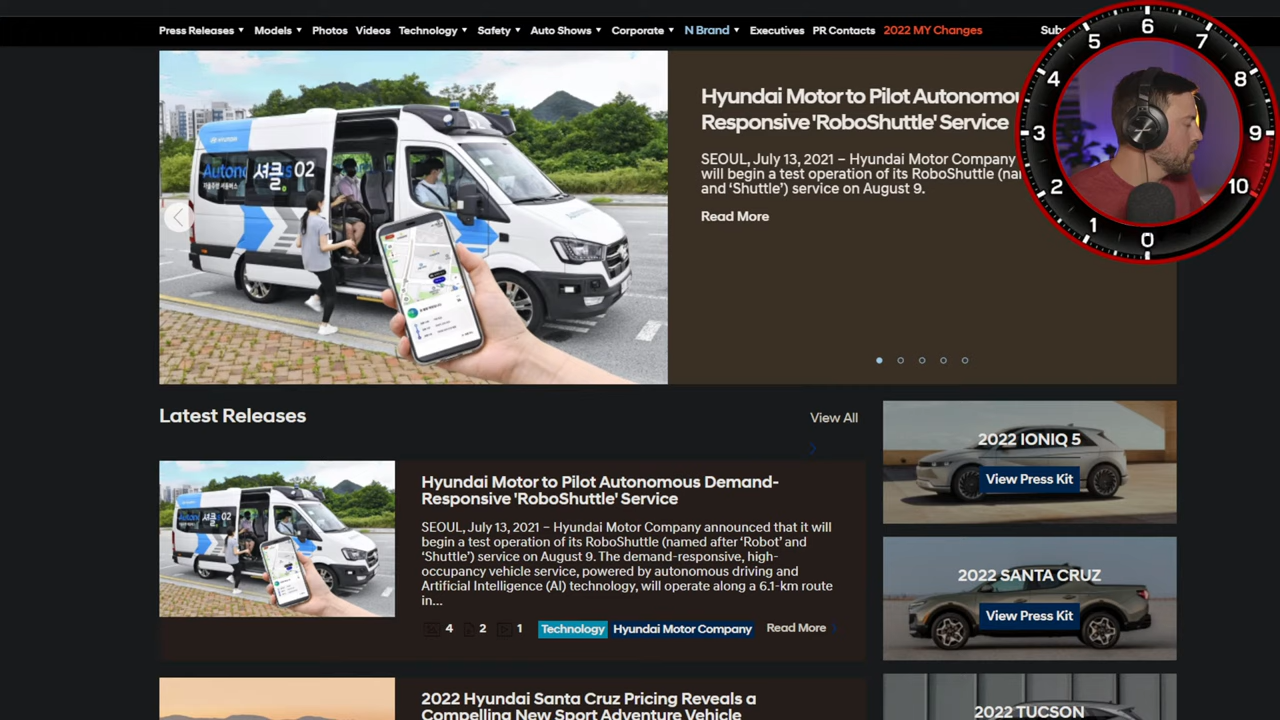 Press Releases Models Photos Videos Technology Safety Auto Shows Corporate N Brand Executives PR Contacts 2022 MY Changes
Hyundai Motor to Pilot
Responsive 'RoboShuttle' Service
SEOUL, July 13, 2021 – Hyundai Motor Company
will begin a test operation of its RoboShuttle
and ‘Shuttle’) service on August 9.
Read More
셔클 02
HYUNDAI
0
1
2
3
4
5
6
7
8
9
10
Latest Releases
View All
Hyundai Motor to Pilot Autonomous Demand-
Responsive 'RoboShuttle' Service
SEOUL, July 13, 2021 – Hyundai Motor Company announced that it will
begin a test operation of its RoboShuttle (named after ‘Robot’ and
‘Shuttle’) service on August 9. The demand-responsive, high-
occupancy vehicle service, powered by autonomous driving and
Artificial Intelligence (AI) technology, will operate along a 6.1-km route
in...
4 2 1 Technology Hyundai Motor Company Read More
셔클 02
2022 Hyundai Santa Cruz Pricing Reveals a
Compelling New Sport Adventure Vehicle
2022 IONIQ 5
View Press Kit
2022 SANTA CRUZ
View Press Kit
2022 TUCSON